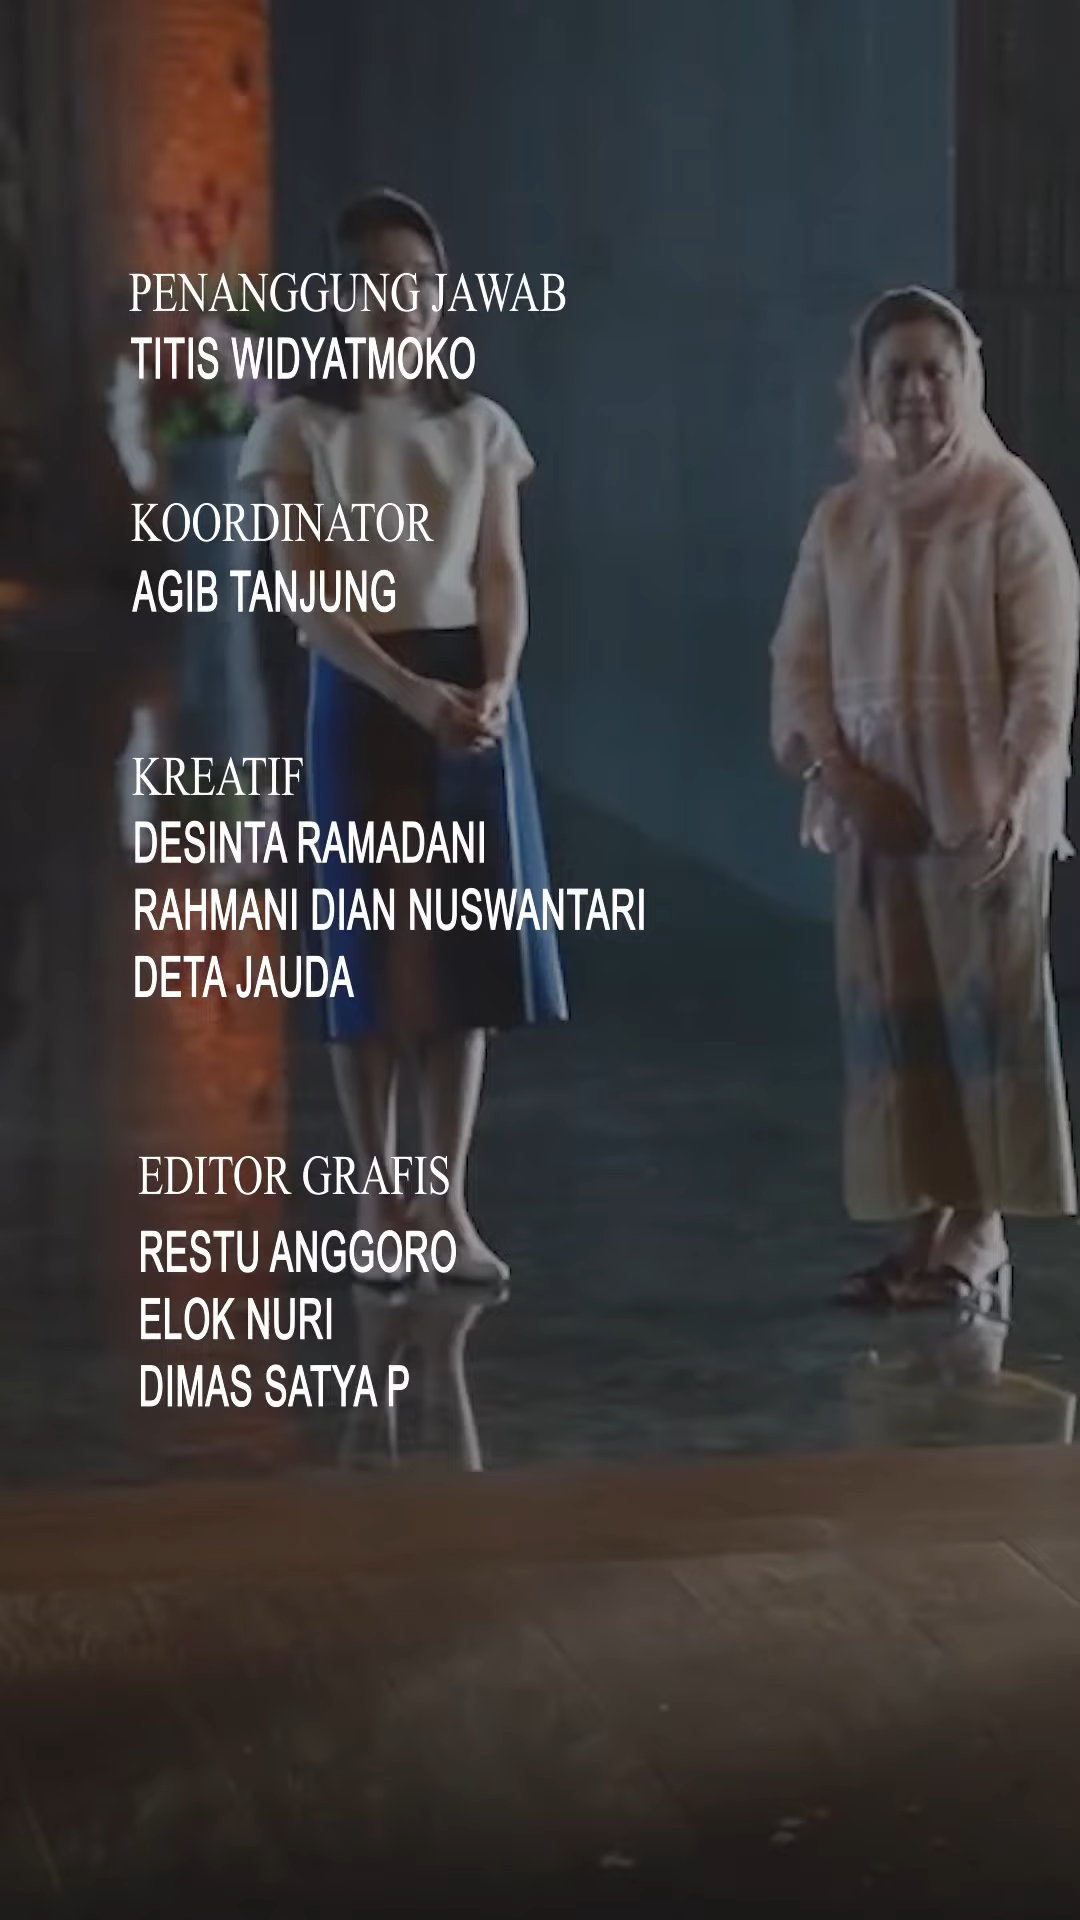 PENANGGUNG JAWAB
TITIS WIDYATMOKO
KOORDINATOR
AGIB TANJUNG
KREATIF
DESINTA RAMADANI
RAHMANI DIAN NUSWANTARI
DETA JAUDA
EDITOR GRAFIS
RESTU ANGGORO
ELOK NURI
DIMAS SATYA P